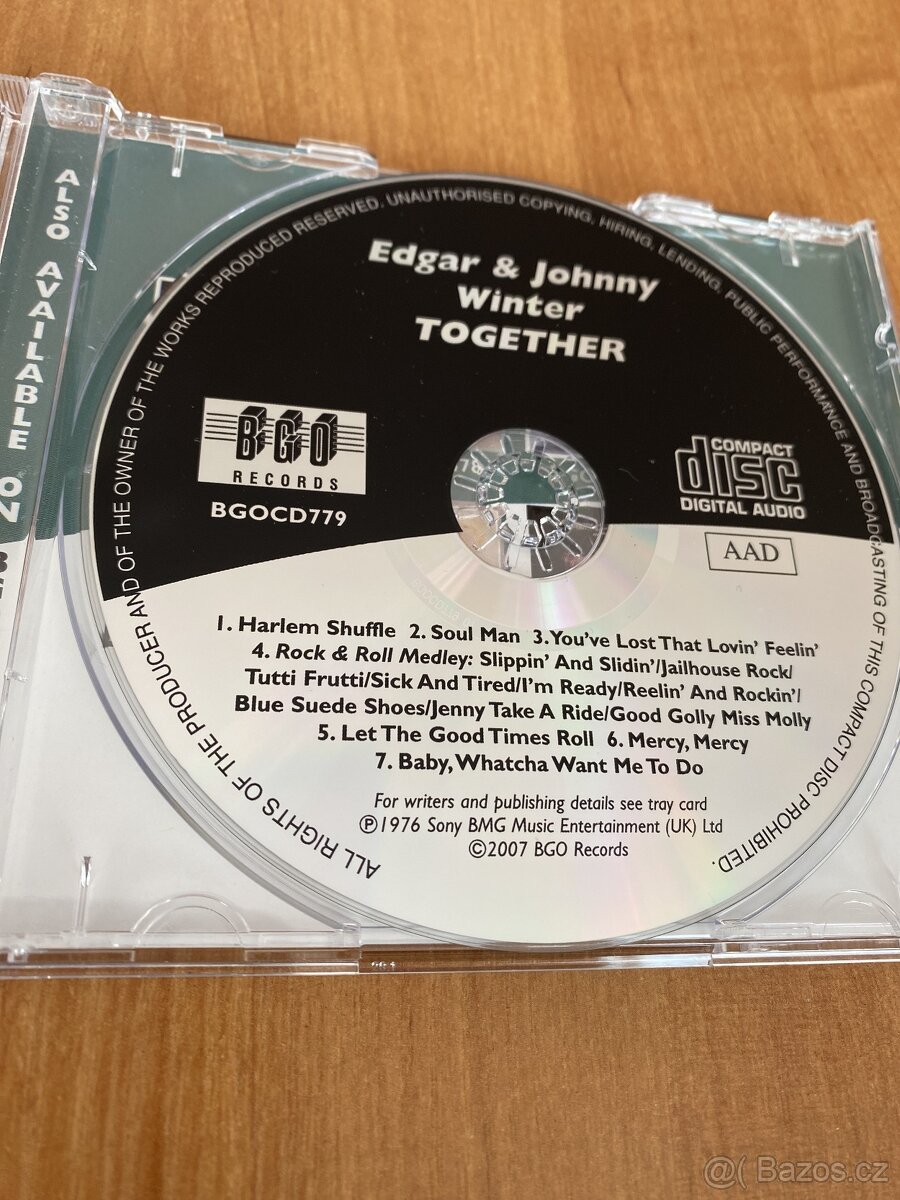 ALSO AVAILABLE ON
ALL RIGHTS OF THE PRODUCER AND OF THE OWNER OF THE WORKS REPRODUCED RESERVED. UNAUTHORISED COPYING, HIRING, LENDING, PUBLIC PERFORMANCE AND BROADCASTING OF THIS COMPACT DISC PROHIBITED.
Edgar & Johnny
Winter
TOGETHER
BGO
RECORDS
BGOCD779
COMPACT
disc
DIGITAL AUDIO
AAD
1. Harlem Shuffle 2. Soul Man 3. You've Lost That Lovin' Feelin'
4. Rock & Roll Medley: Slippin' And Slidin'/Jailhouse Rock/
Tutti Frutti/Sick And Tired/I'm Ready/Reelin' And Rockin'/
Blue Suede Shoes/Jenny Take A Ride/Good Golly Miss Molly
5. Let The Good Times Roll 6. Mercy, Mercy
7. Baby, Whatcha Want Me To Do
For writers and publishing details see tray card
Ⓟ1976 Sony BMG Music Entertainment (UK) Ltd
©2007 BGO Records
@( Bazos.cz